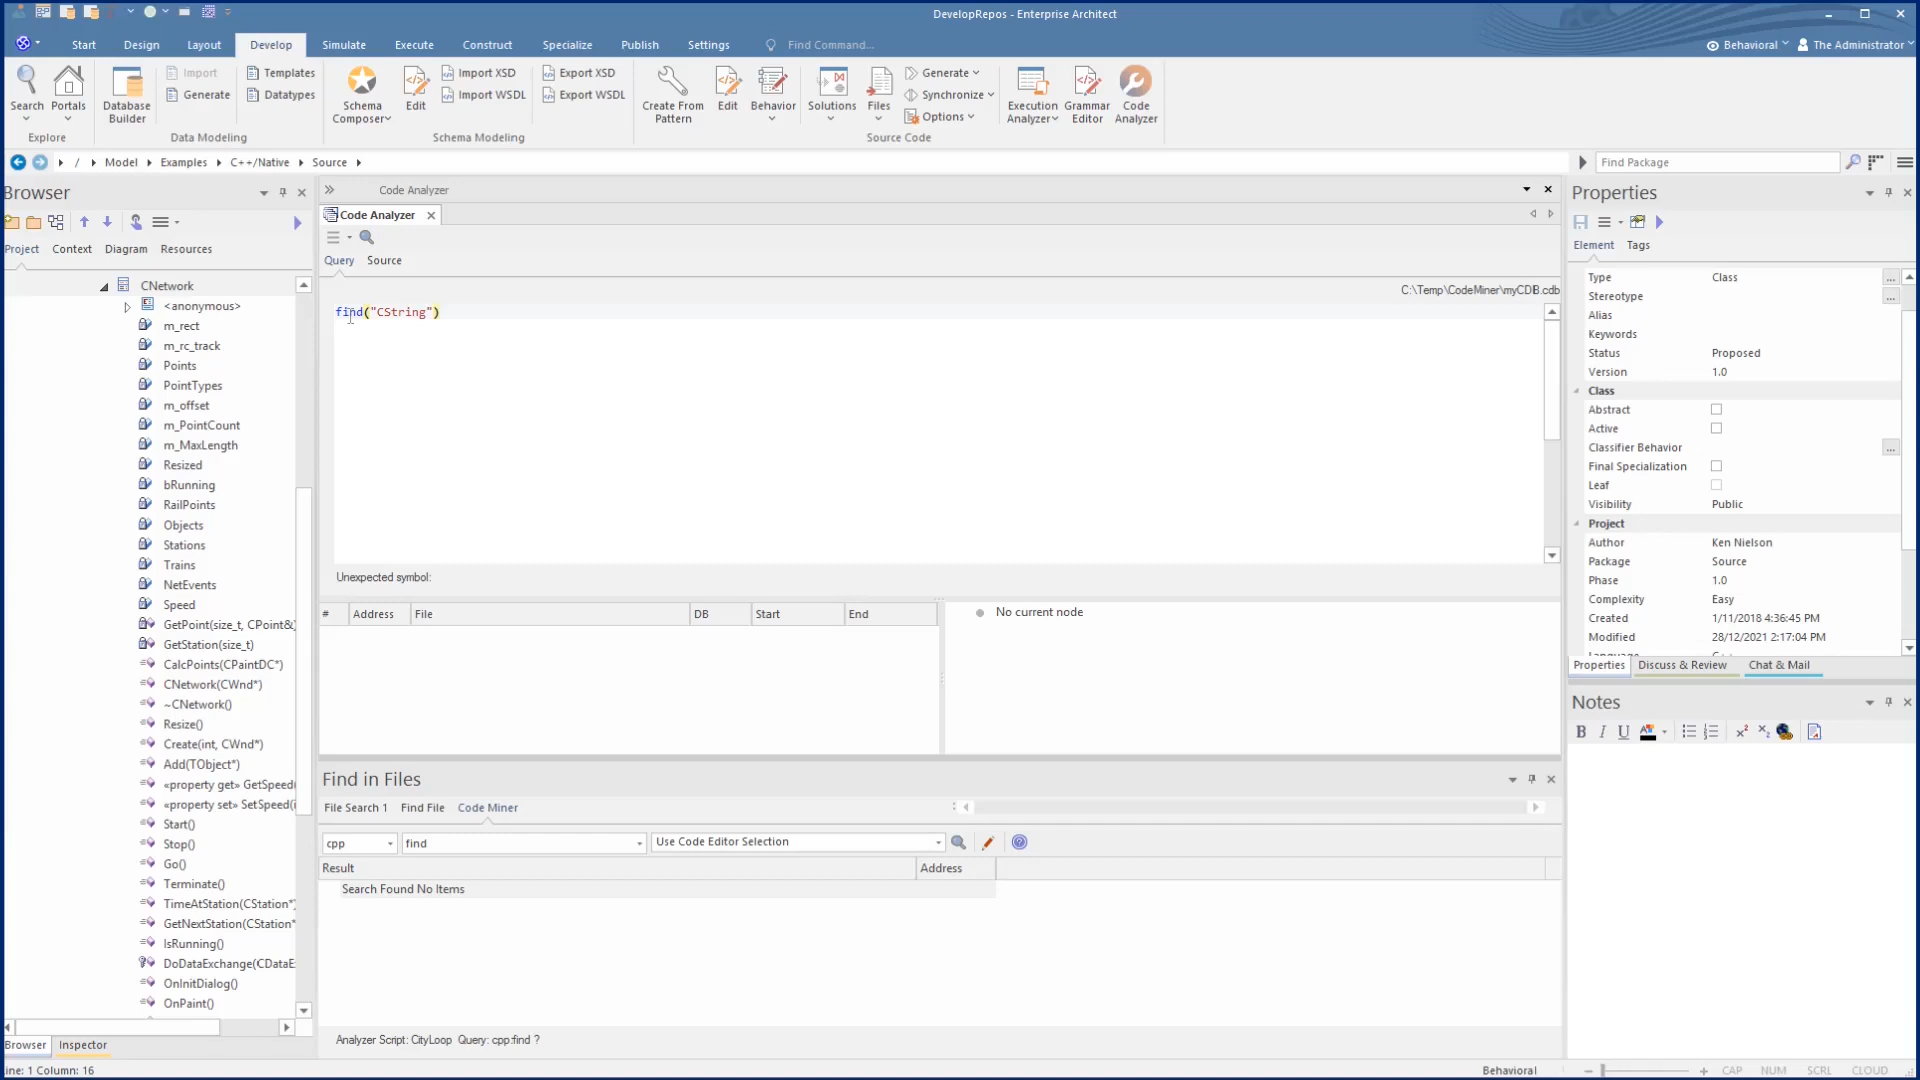 DevelopRepos - Enterprise Architect
Start Design Layout Develop Simulate Execute Construct Specialize Publish Settings Find Command... Behavioral The Administrator
Search Portals
Explore
Database Builder Import Generate Templates Datatypes
Data Modeling
Schema Composer Edit Import XSD Import WSDL Export XSD Export WSDL
Schema Modeling
Create From Pattern Edit Behavior Solutions Files Generate Synchronize Options
Source Code
Execution Analyzer Grammar Editor Code Analyzer
/ Model Examples C++/Native Source Find Package
Browser
Project Context Diagram Resources
CNetwork
<anonymous>
m_rect
m_rc_track
Points
PointTypes
m_offset
m_PointCount
m_MaxLength
Resized
bRunning
RailPoints
Objects
Stations
Trains
NetEvents
Speed
GetPoint(size_t, CPoint&
GetStation(size_t)
CalcPoints(CPaintDC*)
CNetwork(CWnd*)
~CNetwork()
Resize()
Create(int, CWnd*)
Add(TObject*)
«property get» GetSpeed(
«property set» SetSpeed(i
Start()
Stop()
Go()
Terminate()
TimeAtStation(CStation*
GetNextStation(CStation*
IsRunning()
DoDataExchange(CDataE
OnInitDialog()
OnPaint()
Browser Inspector
Code Analyzer
Code Analyzer
Query Source
C:\Temp\CodeMiner\myCDB.cdb
find("CString")
Unexpected symbol:
# Address File DB Start End
No current node
Find in Files
File Search 1 Find File Code Miner
cpp find Use Code Editor Selection
Result Address
Search Found No Items
Analyzer Script: CityLoop Query: cpp:find ?
Properties
Element Tags
Type Class
Stereotype
Alias
Keywords
Status Proposed
Version 1.0
Class
Abstract
Active
Classifier Behavior
Final Specialization
Leaf
Visibility Public
Project
Author Ken Nielson
Package Source
Phase 1.0
Complexity Easy
Created 1/11/2018 4:36:45 PM
Modified 28/12/2021 2:17:04 PM
Properties Discuss & Review Chat & Mail
Notes
B I U
ine: 1 Column: 16 Behavioral CAP NUM SCRL CLOUD